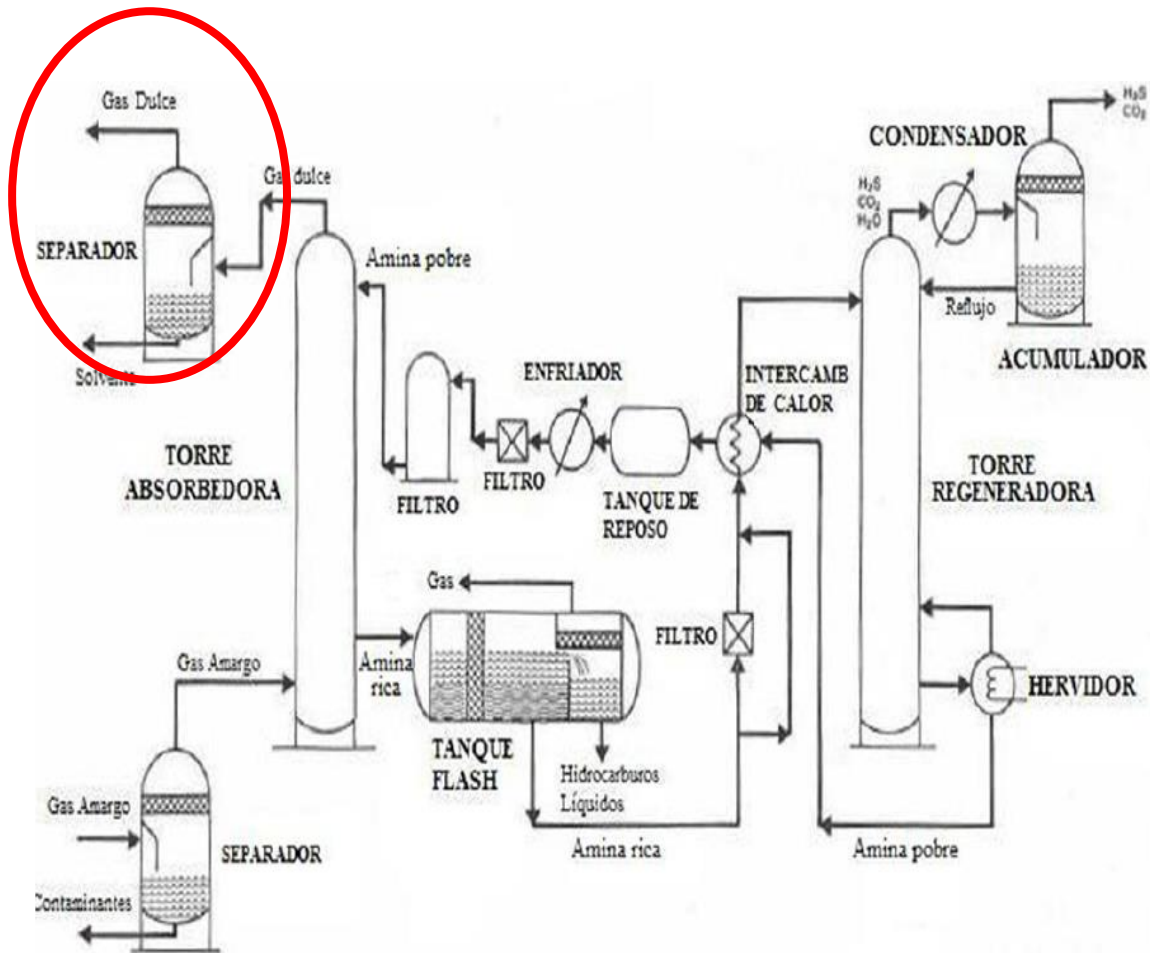 Gas Dulce
Gas dulce
SEPARADOR
Solvente
Amina pobre
CONDENSADOR
H₂S
CO₂
H₂S
CO₂
H₂O
Reflujo
ACUMULADOR
ENFRIADOR
INTERCAMB
DE CALOR
TORRE
ABSORBEDORA
FILTRO
FILTRO
TANQUE DE
REPOSO
TORRE
REGENERADORA
Gas
FILTRO
Gas Amargo
Amina
rica
HERVIDOR
TANQUE
FLASH
Hidrocarburos
Líquidos
Gas Amargo
SEPARADOR
Amina rica
Amina pobre
Contaminantes